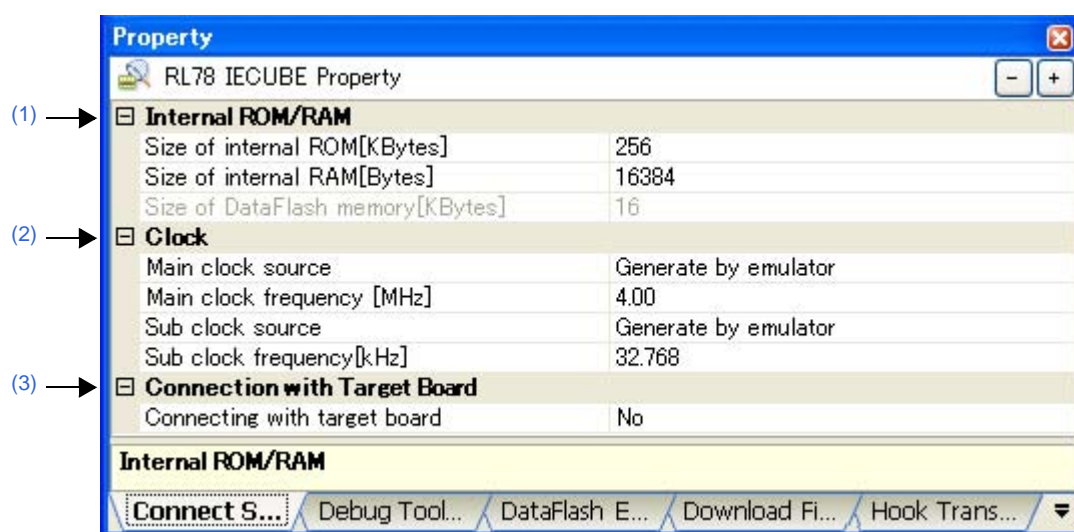 Property
RL78 IECUBE Property
- +
(1) Internal ROM/RAM
Size of internal ROM[KBytes] 256
Size of internal RAM[Bytes] 16384
Size of DataFlash memory[KBytes] 16
(2) Clock
Main clock source Generate by emulator
Main clock frequency [MHz] 4.00
Sub clock source Generate by emulator
Sub clock frequency[kHz] 32.768
(3) Connection with Target Board
Connecting with target board No
Internal ROM/RAM
Connect S... Debug Tool... DataFlash E... Download Fi... Hook Trans...